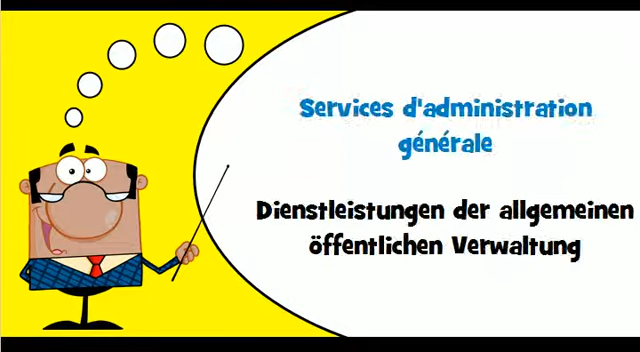 Services d'administration
générale
Dienstleistungen der allgemeinen
öffentlichen Verwaltung